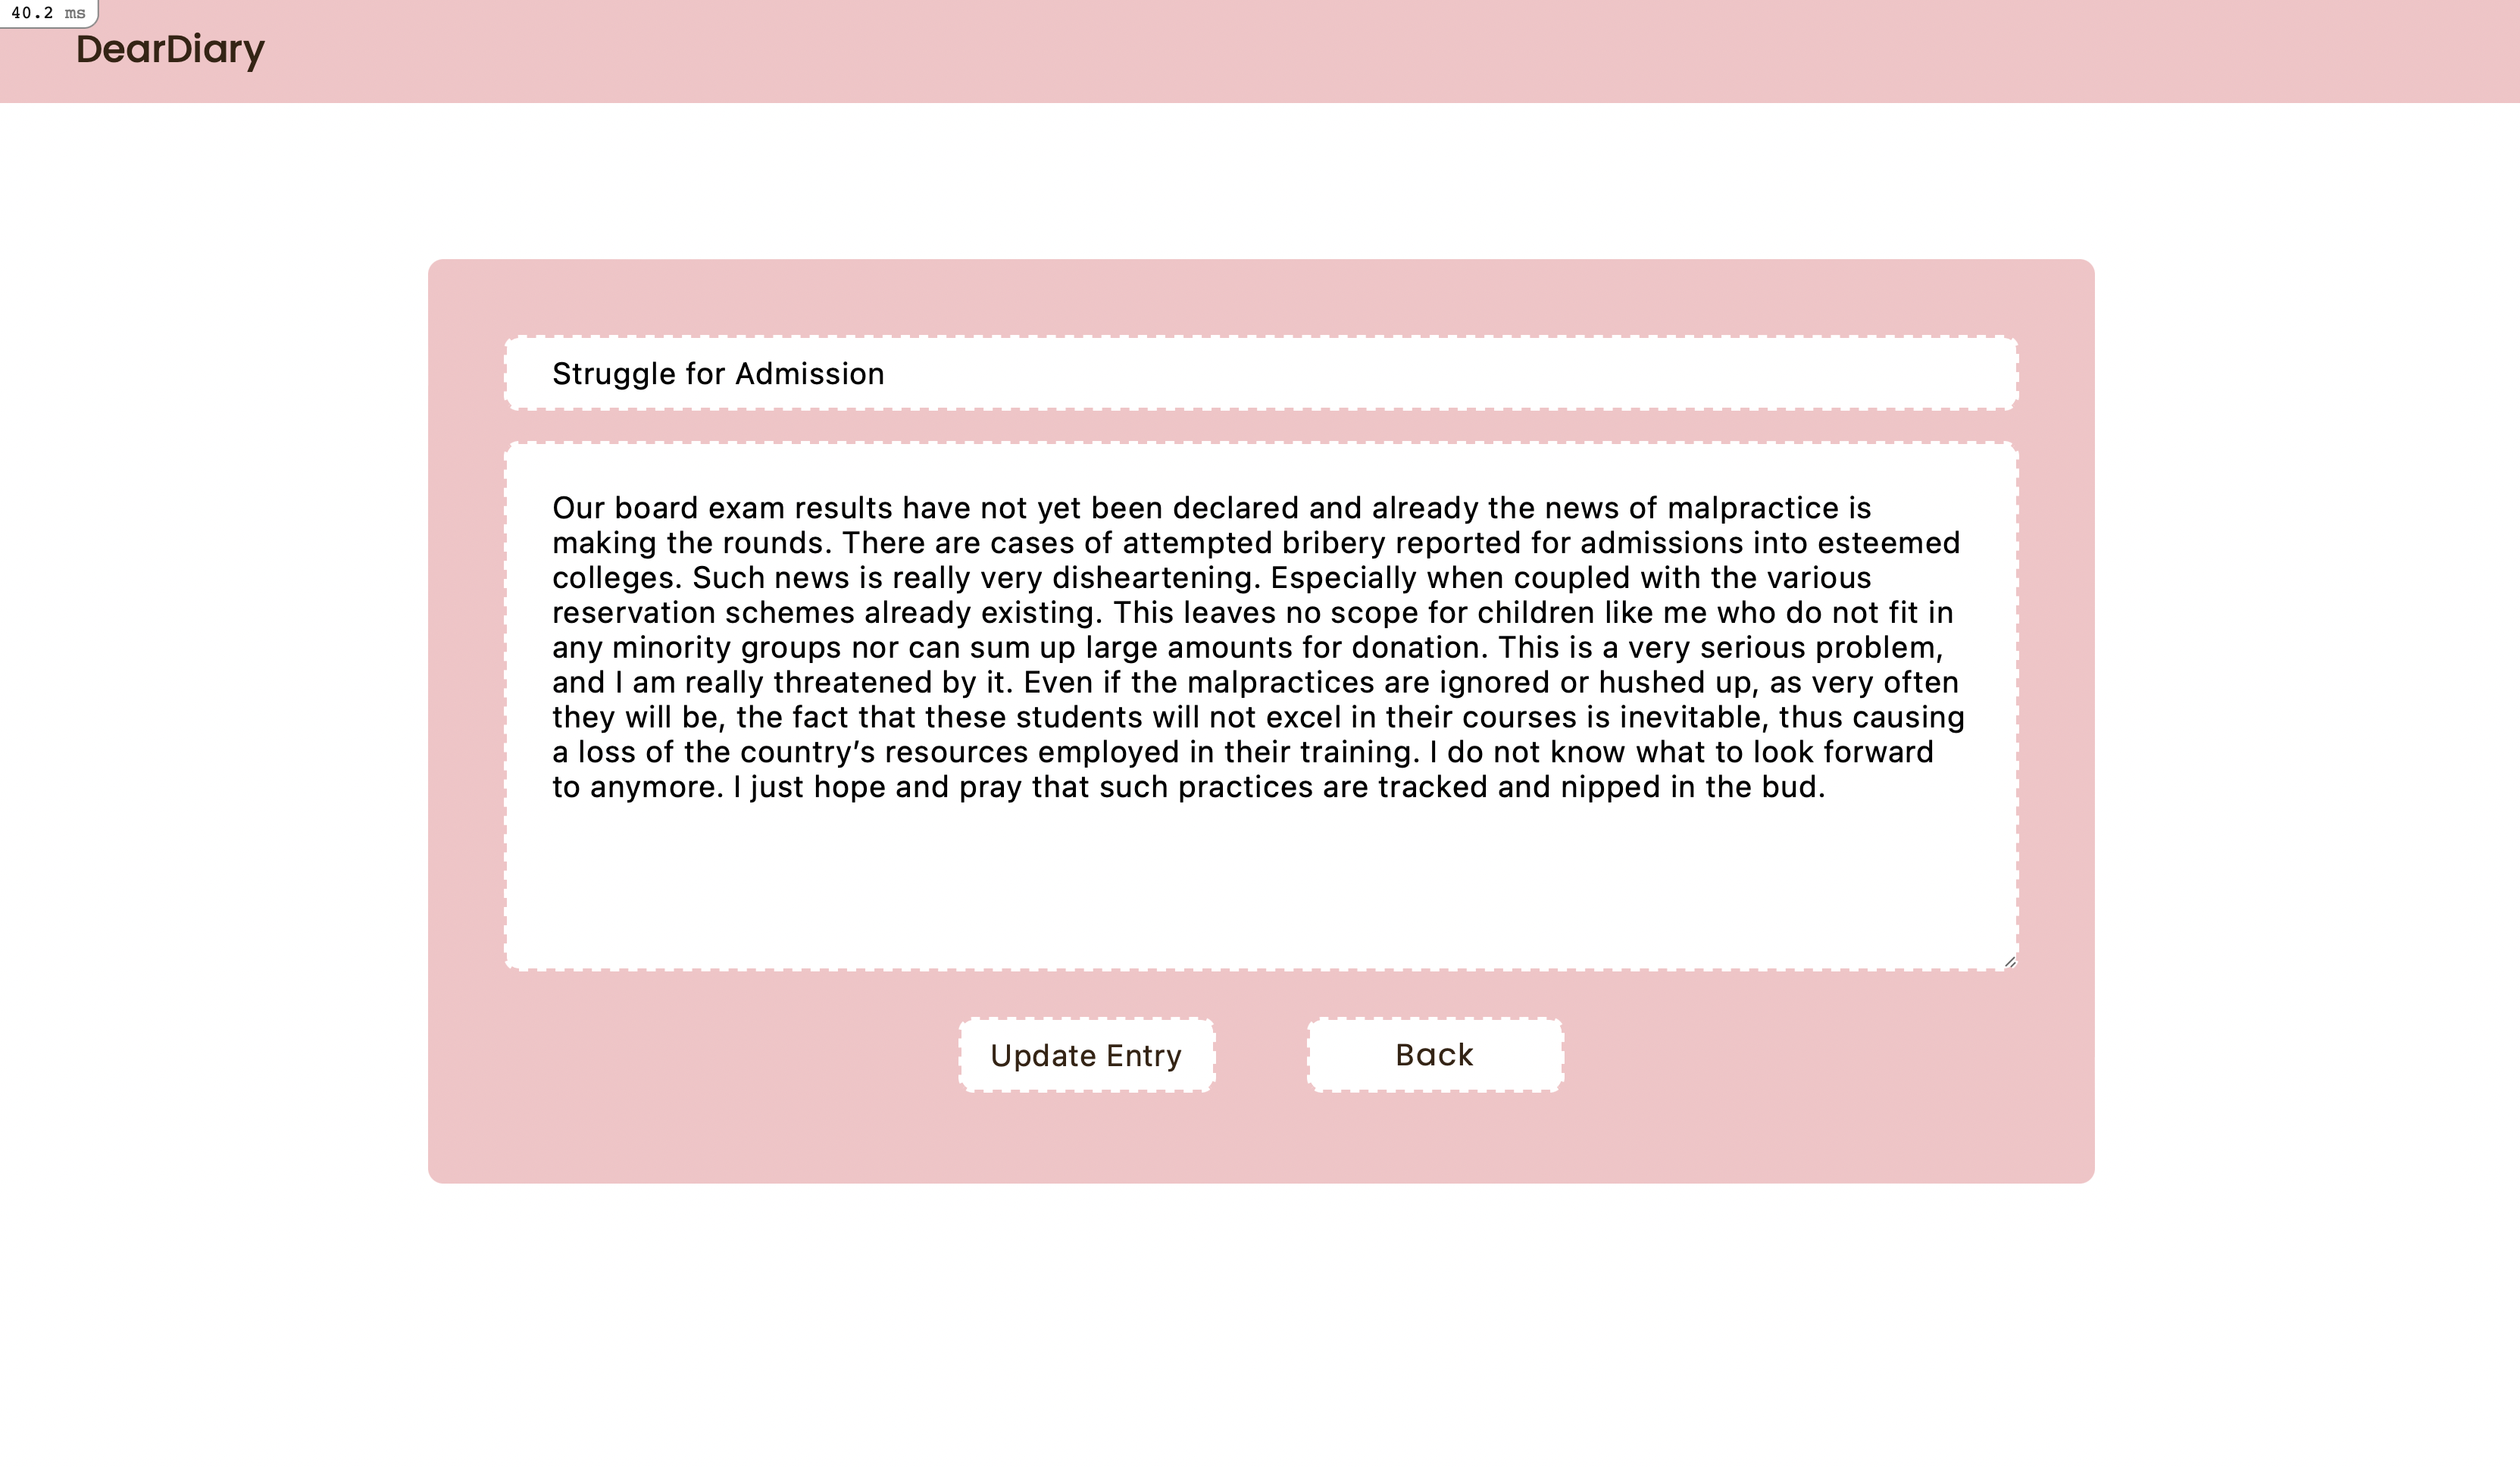 40.2 ms
DearDiary
Struggle for Admission
Our board exam results have not yet been declared and already the news of malpractice is
making the rounds. There are cases of attempted bribery reported for admissions into esteemed
colleges. Such news is really very disheartening. Especially when coupled with the various
reservation schemes already existing. This leaves no scope for children like me who do not fit in
any minority groups nor can sum up large amounts for donation. This is a very serious problem,
and I am really threatened by it. Even if the malpractices are ignored or hushed up, as very often
they will be, the fact that these students will not excel in their courses is inevitable, thus causing
a loss of the country’s resources employed in their training. I do not know what to look forward
to anymore. I just hope and pray that such practices are tracked and nipped in the bud.
Update Entry
Back